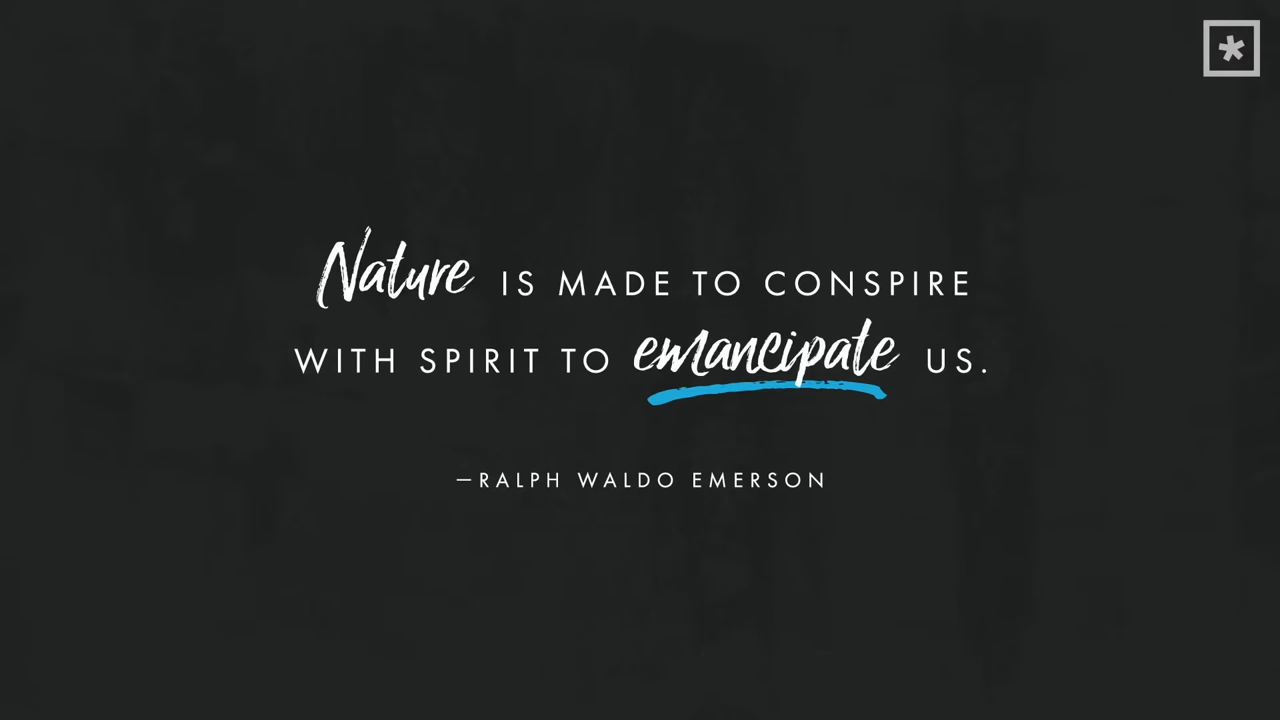 Nature IS MADE TO CONSPIRE
WITH SPIRIT TO emancipate US.
—RALPH WALDO EMERSON